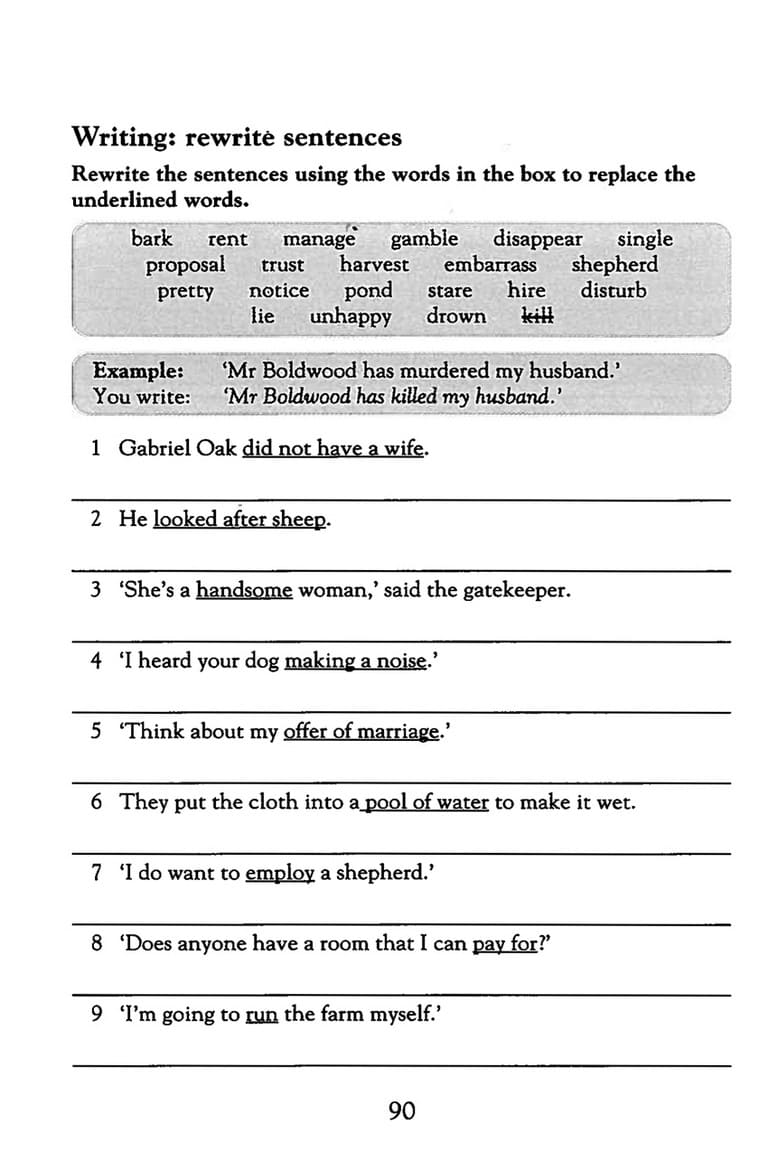 Writing: rewrite sentences
Rewrite the sentences using the words in the box to replace the
underlined words.
bark rent manage gamble disappear single
proposal trust harvest embarrass shepherd
pretty notice pond stare hire disturb
lie unhappy drown kill
Example: ‘Mr Boldwood has murdered my husband.’
You write: ‘Mr Boldwood has killed my husband.’
1 Gabriel Oak did not have a wife.
2 He looked after sheep.
3 ‘She’s a handsome woman,’ said the gatekeeper.
4 ‘I heard your dog making a noise.’
5 ‘Think about my offer of marriage.’
6 They put the cloth into a pool of water to make it wet.
7 ‘I do want to employ a shepherd.’
8 ‘Does anyone have a room that I can pay for?’
9 ‘I’m going to run the farm myself.’
90